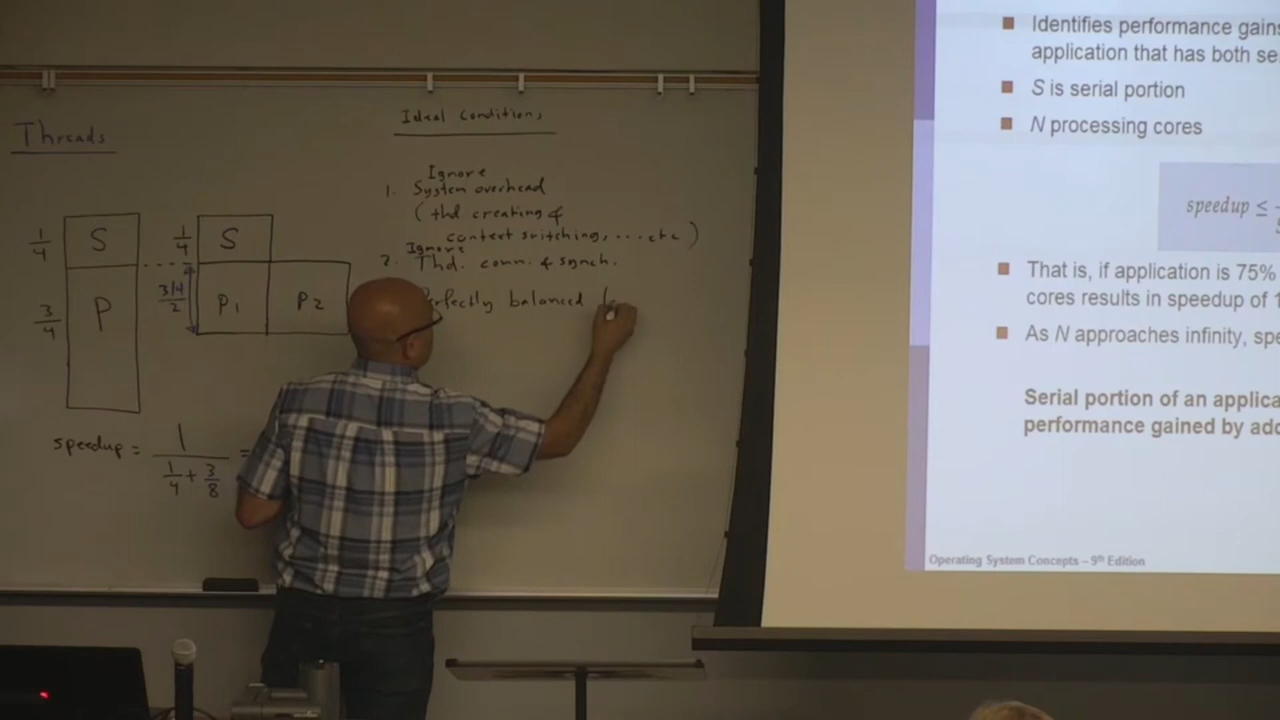 Threads
1/4
S
3/4
P
1/4
S
3/4
2
P1
P2
speedup = 1 / (1/4 + 3/8) =
Ideal Conditions
Ignore
1. System overhead
(thd creating &
context switching, ... etc)
Ignore
2. Thd. comm. & synch.
rfectly balanced (
Identifies performance gains
application that has both se
S is serial portion
N processing cores
speedup ≤
That is, if application is 75%
cores results in speedup of 1
As N approaches infinity, spe
Serial portion of an applica
performance gained by add
Operating System Concepts – 9th Edition